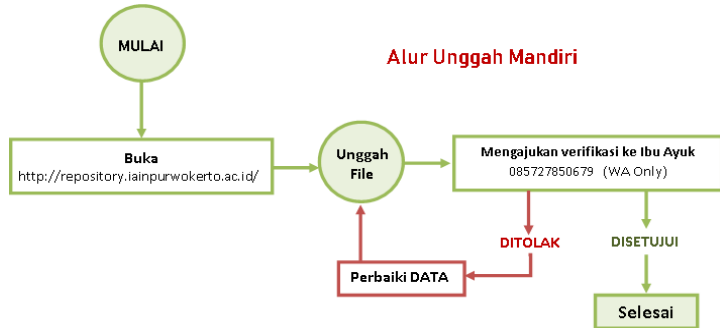 MULAI
Alur Unggah Mandiri
Buka
http://repository.iainpurwokerto.ac.id/
Unggah
File
Mengajukan verifikasi ke Ibu Ayuk
085727850679 (WA Only)
DITOLAK
DISETUJUI
Perbaiki DATA
Selesai